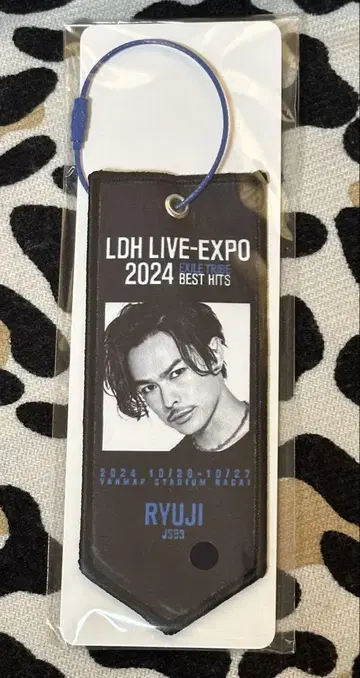 LDH LIVE-EXPO
2024 EXILE TRIBE
BEST HITS
2024 10/26-10/27
YANMAR STADIUM NAGAI
RYUJI
JSB3